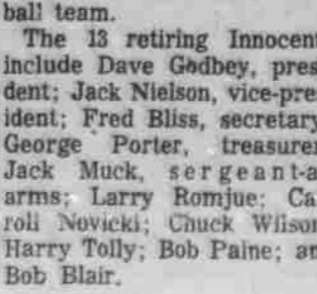 ball team.
The 13 retiring Innocent
include Dave Godbey, pres
dent; Jack Nielson, vice-pre
ident; Fred Bliss, secretary
George Porter, treasurer
Jack Muck, sergeant-a
arms; Larry Romjue; Ca
roll Novicki; Chuck Wilson
Harry Tolly; Bob Paine; an
Bob Blair.